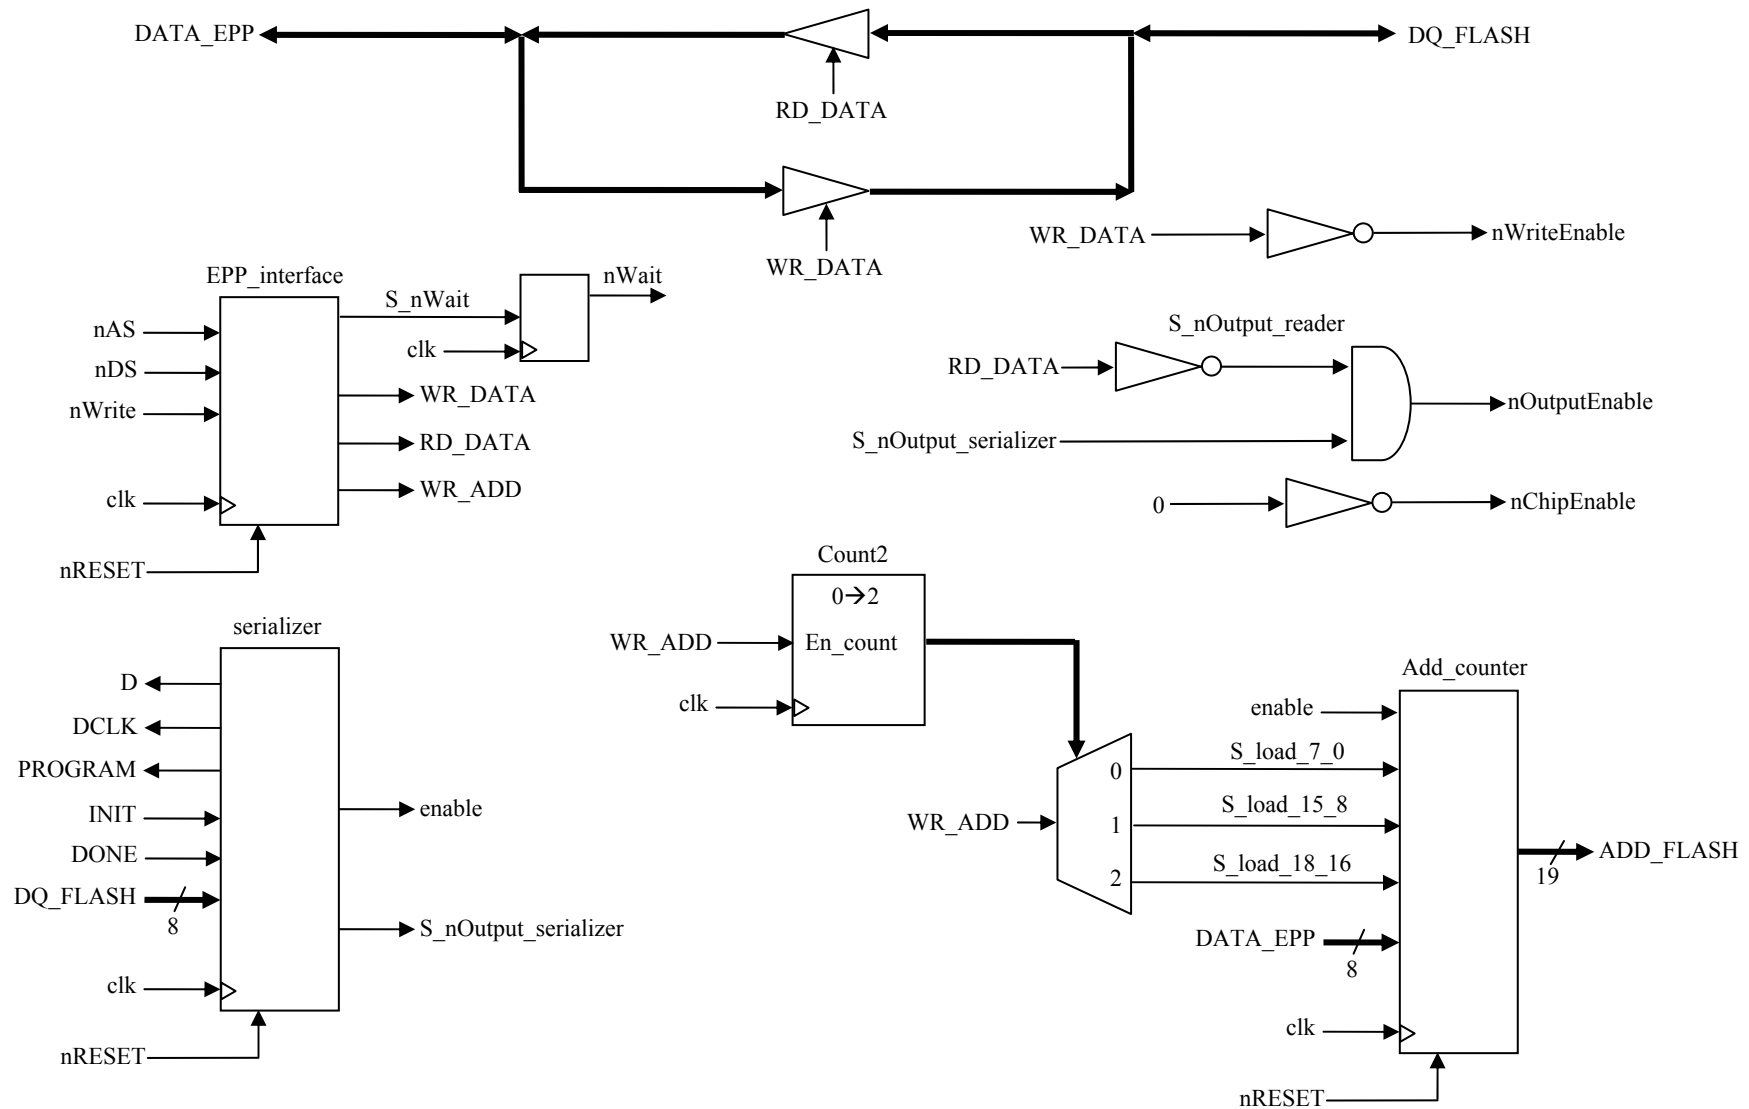 DATA_EPP
DQ_FLASH
RD_DATA
WR_DATA
WR_DATA
nWriteEnable
EPP_interface
nAS
nDS
nWrite
clk
nRESET
S_nWait
clk
nWait
WR_DATA
RD_DATA
WR_ADD
S_nOutput_reader
RD_DATA
S_nOutput_serializer
nOutputEnable
0
nChipEnable
serializer
D
DCLK
PROGRAM
INIT
DONE
DQ_FLASH
8
clk
nRESET
enable
S_nOutput_serializer
Count2
0→2
WR_ADD
En_count
clk
WR_ADD
0
1
2
Add_counter
enable
S_load_7_0
S_load_15_8
S_load_18_16
DATA_EPP
8
clk
nRESET
ADD_FLASH
19